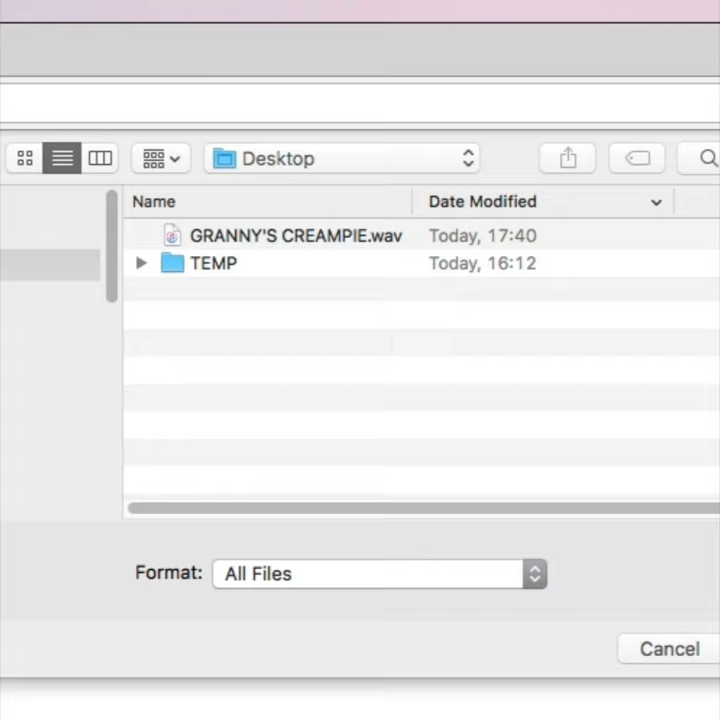 Desktop
Name Date Modified
GRANNY'S CREAMPIE.wav Today, 17:40
TEMP Today, 16:12
Format: All Files
Cancel